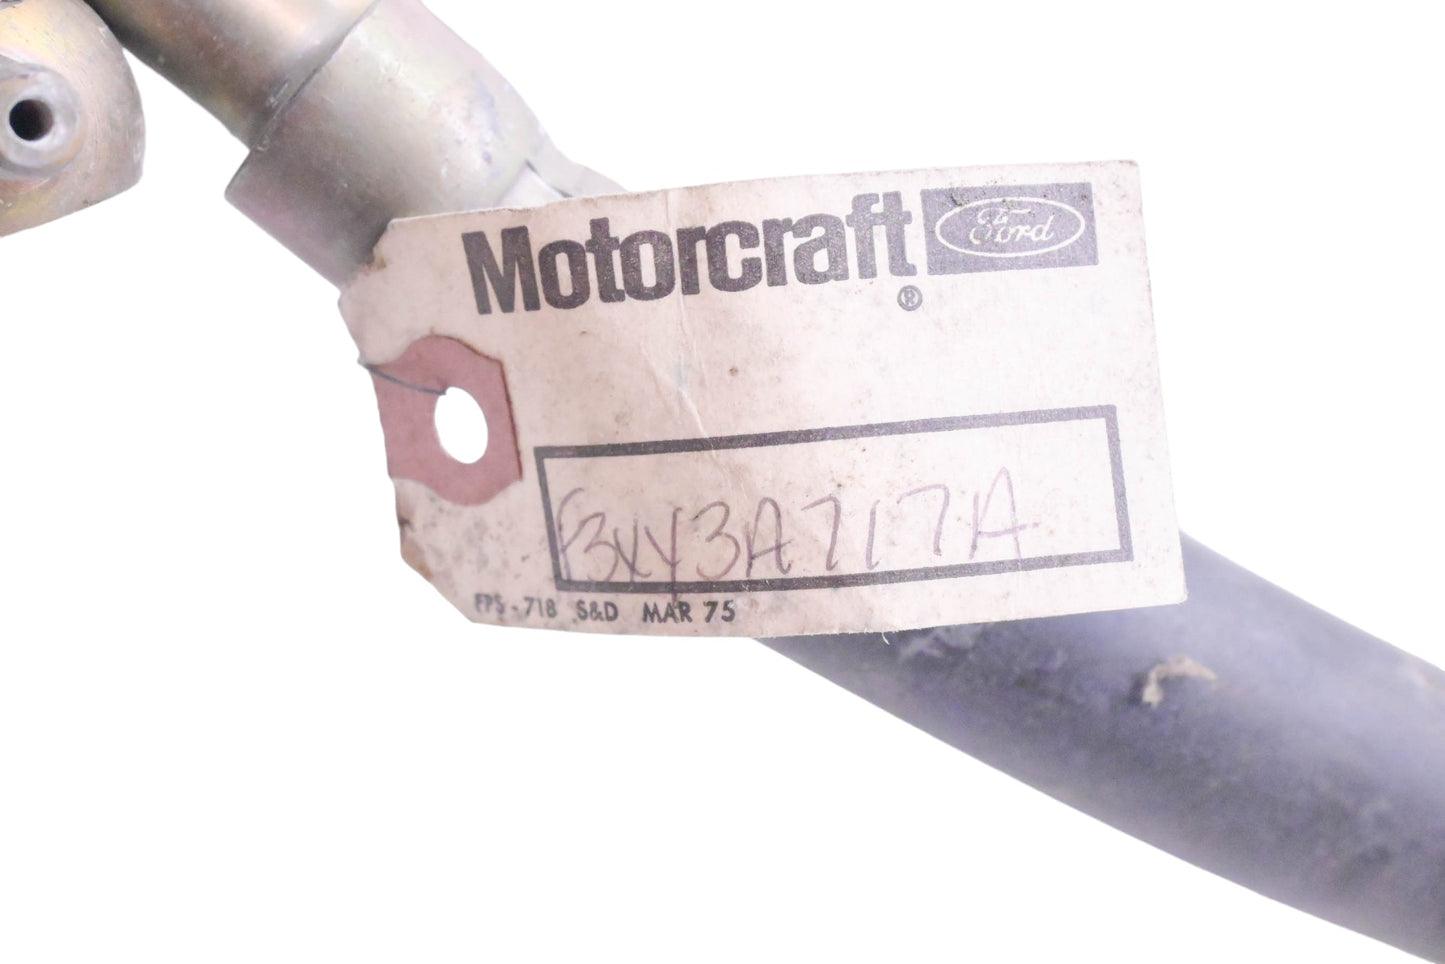 Motorcraft Ford
®
F3XY3A717A
FPS - 718 S&D MAR 75